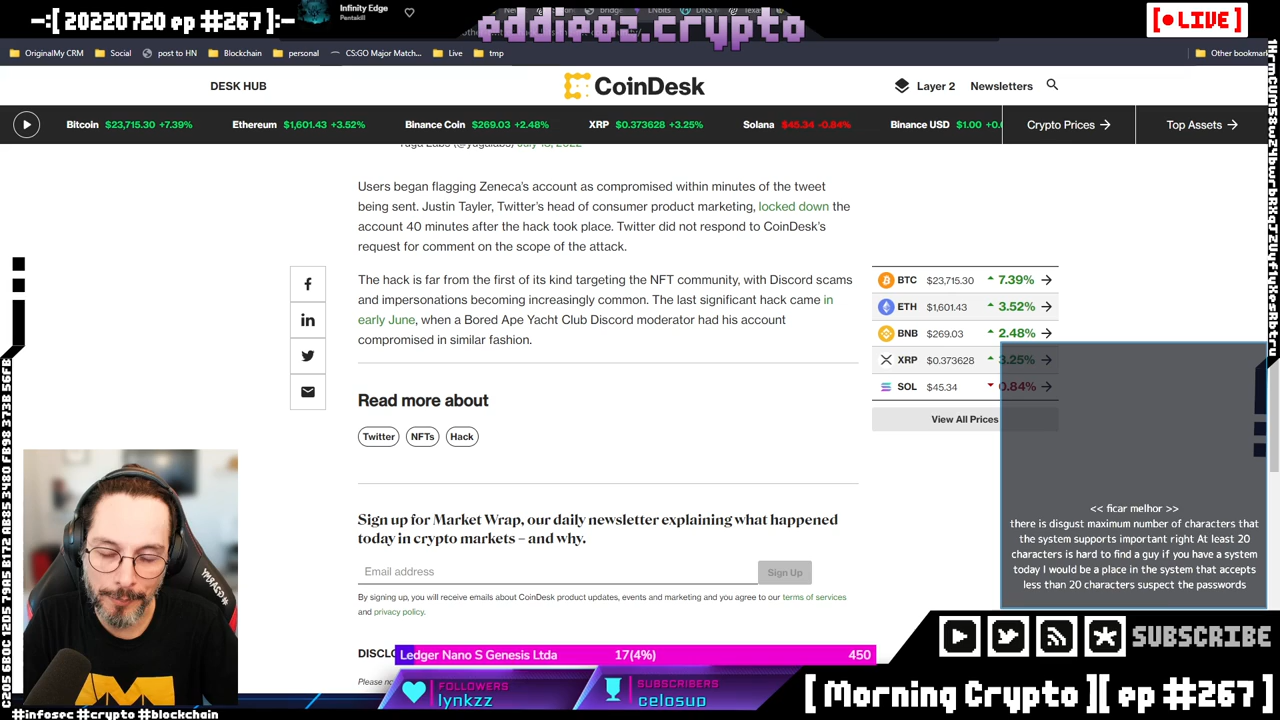 -:[ 20220720 ep #267]:-
Infinity Edge
Pentakill
eddieoz.crypto
[ ● LIVE ]
OriginalMy CRM
Social
post to HN
Blockchain
personal
CS:GO Major Match...
Live
tmp
Other bookmar
DESK HUB
CoinDesk
Layer 2
Newsletters
Bitcoin $23,715.30 +7.39%
Ethereum $1,601.43 +3.52%
Binance Coin $269.03 +2.48%
XRP $0.373628 +3.25%
Solana $45.34 -0.84%
Binance USD $1.00 +0.
Crypto Prices →
Top Assets →
Yuga Labs (@yugalabs) July 18, 2022
Users began flagging Zeneca's account as compromised within minutes of the tweet
being sent. Justin Tayler, Twitter's head of consumer product marketing, locked down the
account 40 minutes after the hack took place. Twitter did not respond to CoinDesk's
request for comment on the scope of the attack.
The hack is far from the first of its kind targeting the NFT community, with Discord scams
and impersonations becoming increasingly common. The last significant hack came in
early June, when a Bored Ape Yacht Club Discord moderator had his account
compromised in similar fashion.
BTC $23,715.30 7.39% →
ETH $1,601.43 3.52% →
BNB $269.03 2.48% →
XRP $0.373628 3.25% →
SOL $45.34 0.84% →
View All Prices
Read more about
Twitter
NFTs
Hack
Sign up for Market Wrap, our daily newsletter explaining what happened
today in crypto markets – and why.
Email address
Sign Up
By signing up, you will receive emails about CoinDesk product updates, events and marketing and you agree to our terms of services
and privacy policy.
DISCLO
Please no
<< ficar melhor >>
there is disgust maximum number of characters that
the system supports important right At least 20
characters is hard to find a guy if you have a system
today I would be a place in the system that accepts
less than 20 characters suspect the passwords
Ledger Nano S Genesis Ltda
17(4%)
450
FOLLOWERS
lynkzz
SUBSCRIBERS
celosup
SUBSCRIBE
[ Morning Crypto ][ ep #267 ]
#infosec #crypto #blockchain